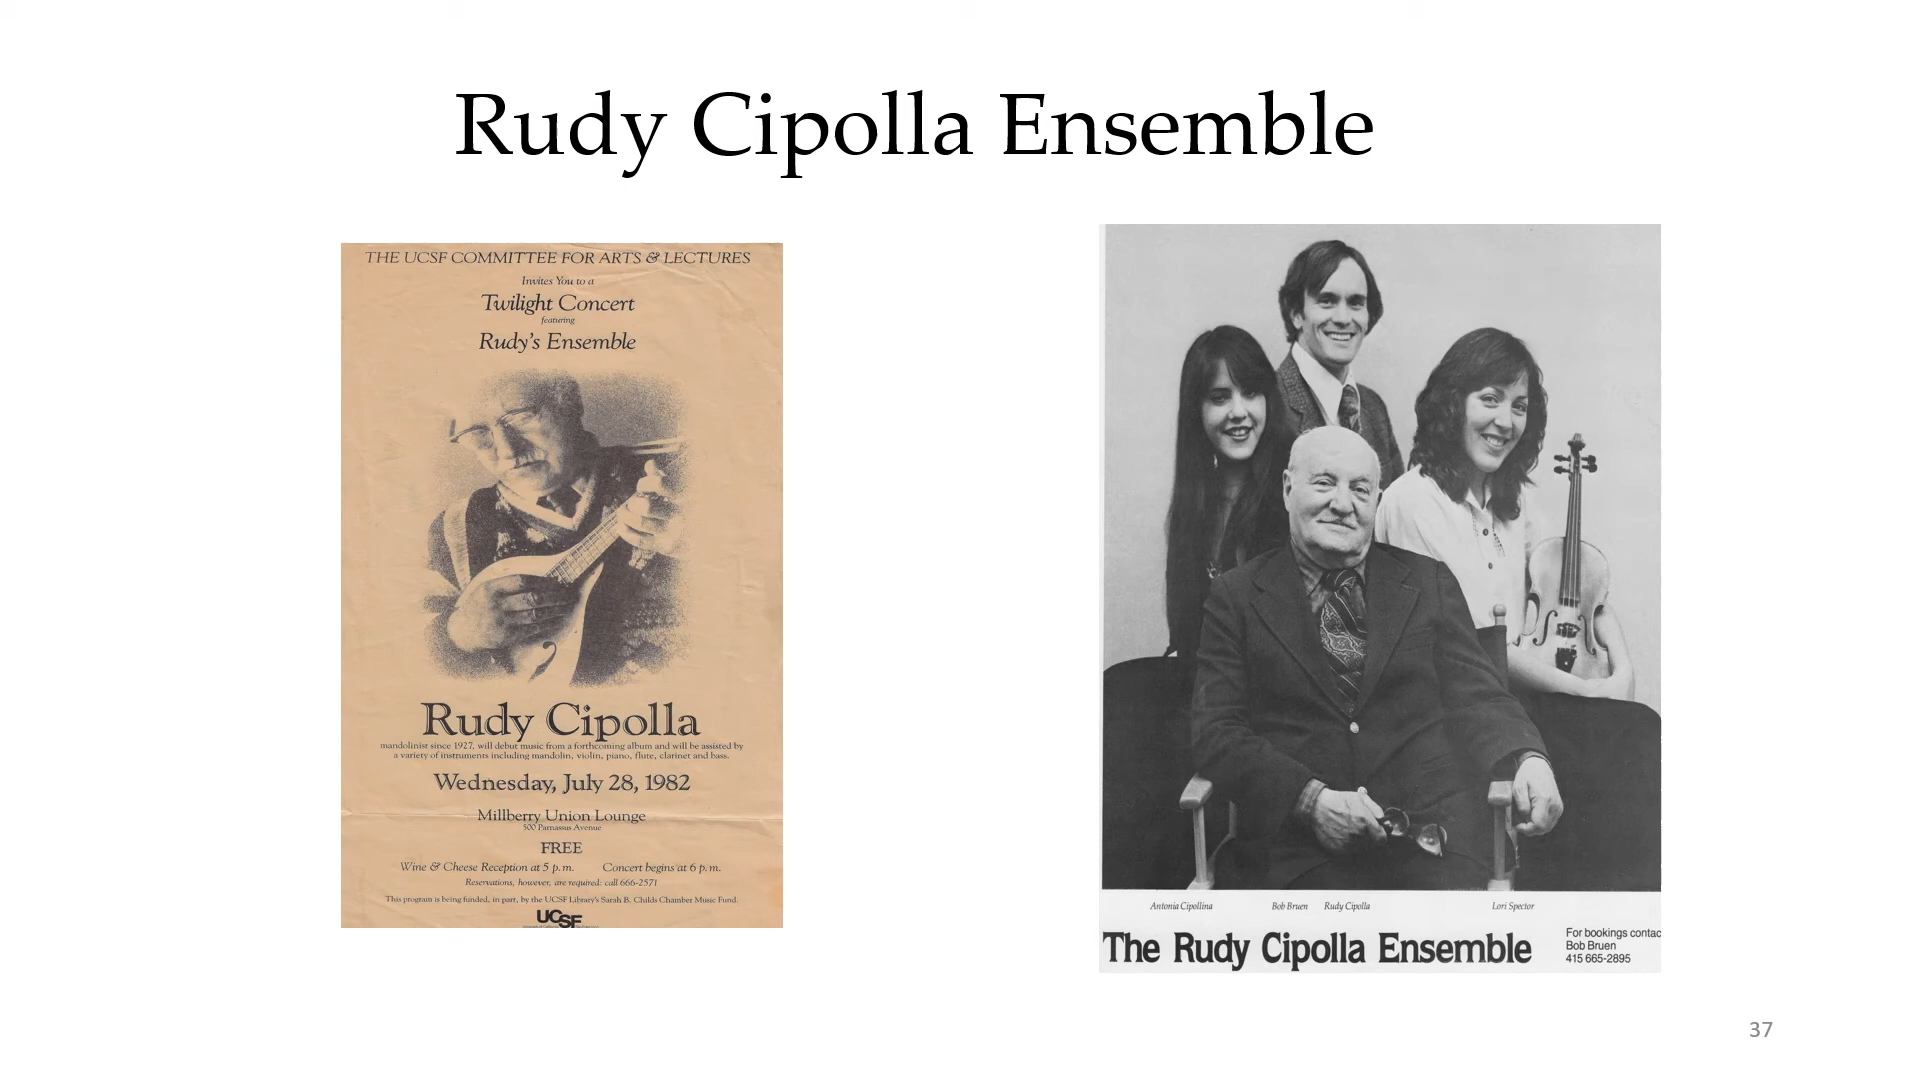 Rudy Cipolla Ensemble
THE UCSF COMMITTEE FOR ARTS & LECTURES
Invites You to a
Twilight Concert
featuring
Rudy's Ensemble
Rudy Cipolla
mandolinist since 1927, will debut music from a forthcoming album and will be assisted by
a variety of instruments including mandolin, violin, piano, flute, clarinet and bass.
Wednesday, July 28, 1982
Millberry Union Lounge
500 Parnassus Avenue
FREE
Wine & Cheese Reception at 5 p.m. Concert begins at 6 p.m.
Reservations, however, are required: call 666-2571
This program is being funded, in part, by the UCSF Library's Sarah B. Childs Chamber Music Fund.
UCSF
Antonia Cipollina Bob Bruen Rudy Cipolla Lori Spector
The Rudy Cipolla Ensemble
For bookings contac
Bob Bruen
415 665-2895
37